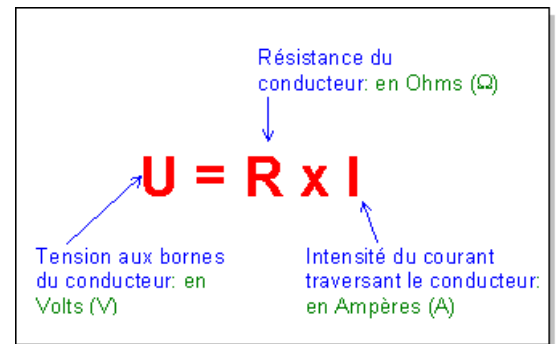 Résistance du
conducteur: en Ohms (Ω)
U = R x I
Tension aux bornes
du conducteur: en
Volts (V)
Intensité du courant
traversant le conducteur:
en Ampères (A)